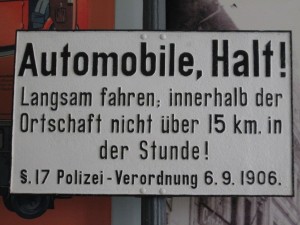 Automobile, Halt!
Langsam fahren; innerhalb der
Ortschaft nicht über 15 km. in
der Stunde!
§.17 Polizei-Verordnung 6.9.1906.